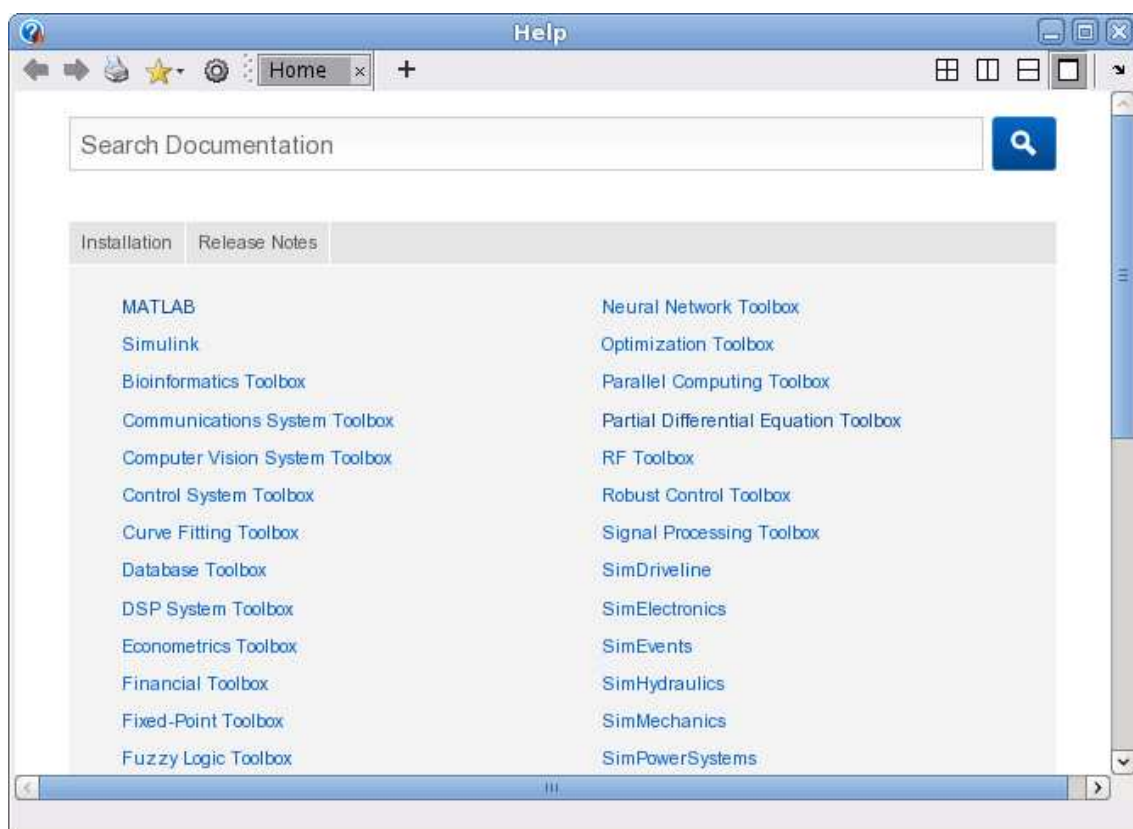 Help
Home
Search Documentation
Installation
Release Notes
MATLAB
Simulink
Bioinformatics Toolbox
Communications System Toolbox
Computer Vision System Toolbox
Control System Toolbox
Curve Fitting Toolbox
Database Toolbox
DSP System Toolbox
Econometrics Toolbox
Financial Toolbox
Fixed-Point Toolbox
Fuzzy Logic Toolbox
Neural Network Toolbox
Optimization Toolbox
Parallel Computing Toolbox
Partial Differential Equation Toolbox
RF Toolbox
Robust Control Toolbox
Signal Processing Toolbox
SimDriveline
SimElectronics
SimEvents
SimHydraulics
SimMechanics
SimPowerSystems